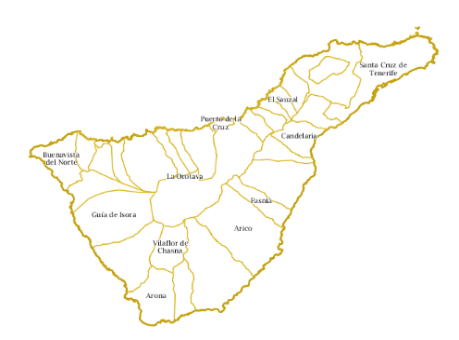 Santa Cruz de
Tenerife
El Sauzal
Puerto de la
Cruz
Candelaria
Buenavista
del Norte
La Orotava
Fasnia
Guía de Isora
Arico
Vilaflor de
Chasna
Arona